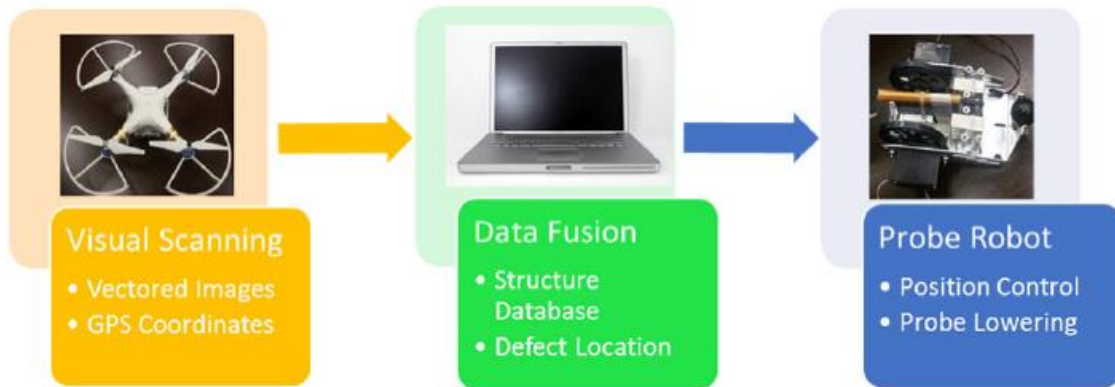 Visual Scanning
• Vectored Images
• GPS Coordinates
Data Fusion
• Structure
Database
• Defect Location
Probe Robot
• Position Control
• Probe Lowering